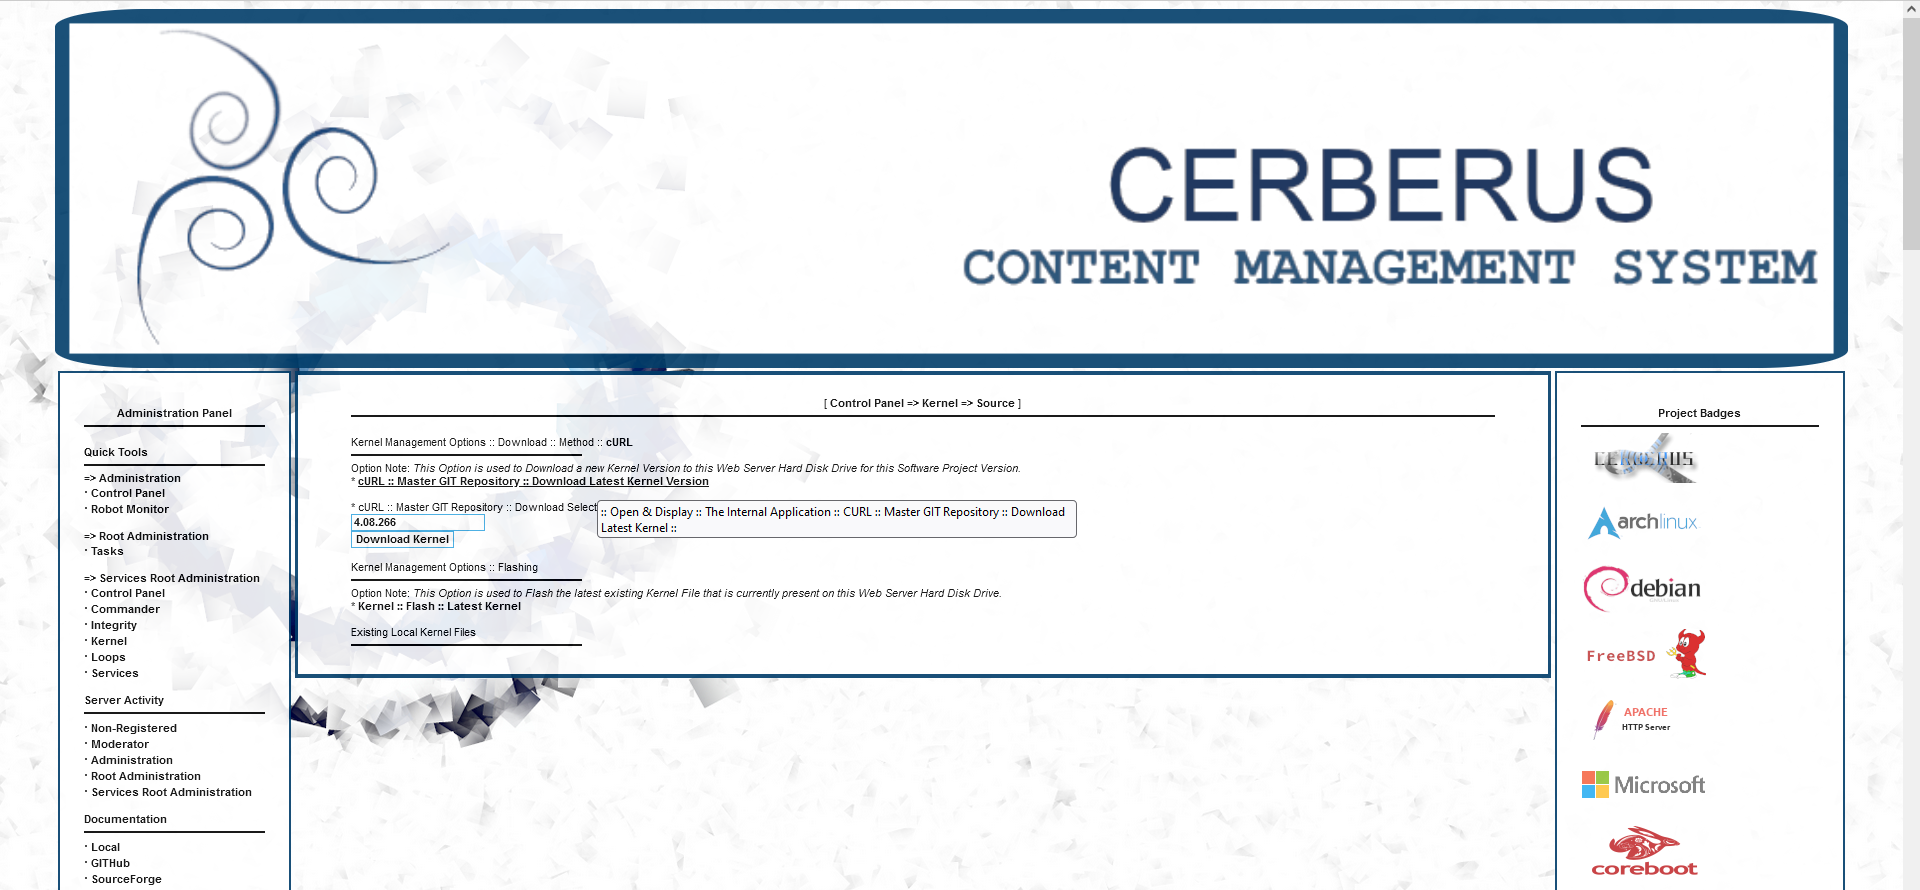 CERBERUS
CONTENT MANAGEMENT SYSTEM
Administration Panel
Quick Tools
=> Administration
· Control Panel
· Robot Monitor
=> Root Administration
· Tasks
=> Services Root Administration
· Control Panel
· Commander
· Integrity
· Kernel
· Loops
· Services
Server Activity
· Non-Registered
· Moderator
· Administration
· Root Administration
· Services Root Administration
Documentation
· Local
· GITHub
· SourceForge
[ Control Panel => Kernel => Source ]
Kernel Management Options :: Download :: Method :: cURL
Option Note: This Option is used to Download a new Kernel Version to this Web Server Hard Disk Drive for this Software Project Version.
* cURL :: Master GIT Repository :: Download Latest Kernel Version
* cURL :: Master GIT Repository :: Download Select
:: Open & Display :: The Internal Application :: CURL :: Master GIT Repository :: Download
Latest Kernel ::
4.08.266
Download Kernel
Kernel Management Options :: Flashing
Option Note: This Option is used to Flash the latest existing Kernel File that is currently present on this Web Server Hard Disk Drive.
* Kernel :: Flash :: Latest Kernel
Existing Local Kernel Files
Project Badges
CERBERUS
archlinux
debian
FreeBSD
APACHE
HTTP Server
Microsoft
coreboot